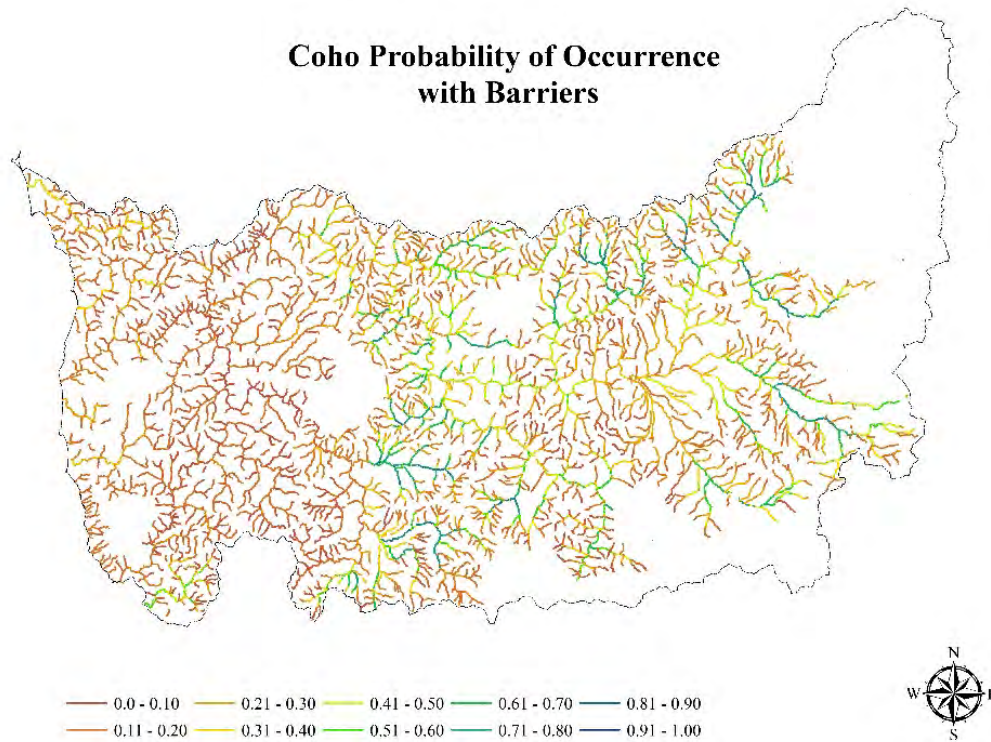 Coho Probability of Occurrence
with Barriers
N
W E
S
0.0 - 0.10 0.21 - 0.30 0.41 - 0.50 0.61 - 0.70 0.81 - 0.90
0.11 - 0.20 0.31 - 0.40 0.51 - 0.60 0.71 - 0.80 0.91 - 1.00